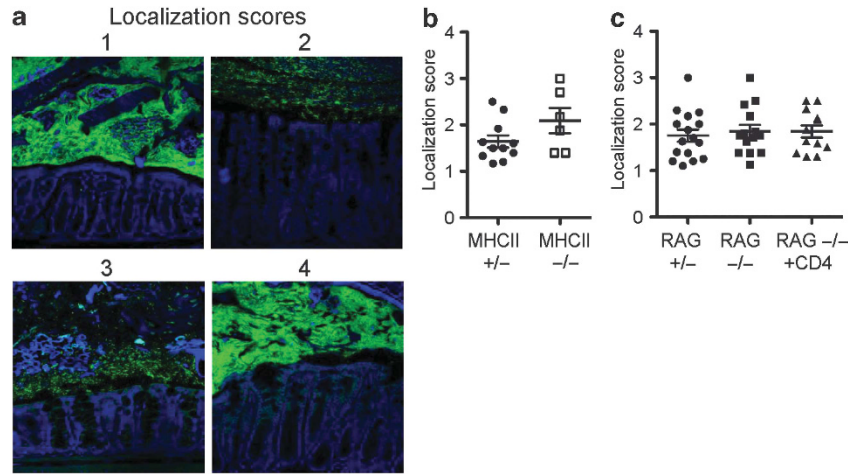 a
Localization scores
1 2
3 4
b
Localization score
4
3
2
1
0
MHCII +/–
MHCII –/–
c
Localization score
4
3
2
1
0
RAG +/–
RAG –/–
RAG –/– +CD4